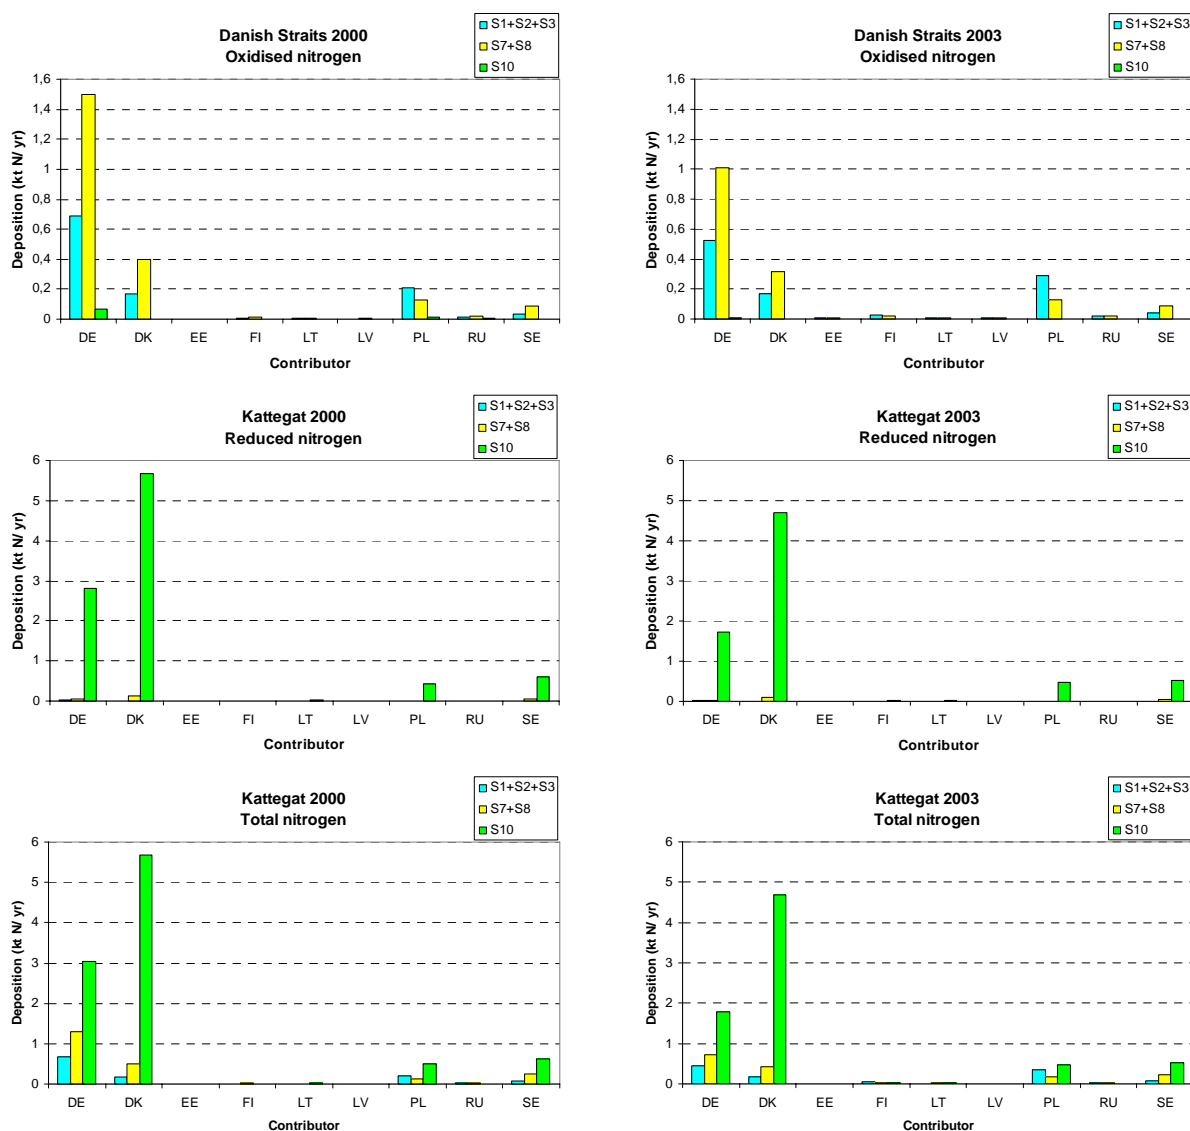 Danish Straits 2000
Oxidised nitrogen
S1+S2+S3
S7+S8
S10
Deposition (kt N/ yr)
1,6
1,4
1,2
1
0,8
0,6
0,4
0,2
0
DE DK EE FI LT LV PL RU SE
Contributor
Danish Straits 2003
Oxidised nitrogen
S1+S2+S3
S7+S8
S10
Deposition (kt N/ yr)
1,6
1,4
1,2
1
0,8
0,6
0,4
0,2
0
DE DK EE FI LT LV PL RU SE
Contributor
Kattegat 2000
Reduced nitrogen
S1+S2+S3
S7+S8
S10
Deposition (kt N/ yr)
6
5
4
3
2
1
0
DE DK EE FI LT LV PL RU SE
Contributor
Kattegat 2003
Reduced nitrogen
S1+S2+S3
S7+S8
S10
Deposition (kt N/ yr)
6
5
4
3
2
1
0
DE DK EE FI LT LV PL RU SE
Contributor
Kattegat 2000
Total nitrogen
S1+S2+S3
S7+S8
S10
Deposition (kt N/ yr)
6
5
4
3
2
1
0
DE DK EE FI LT LV PL RU SE
Contributor
Kattegat 2003
Total nitrogen
S1+S2+S3
S7+S8
S10
Deposition (kt N/ yr)
6
5
4
3
2
1
0
DE DK EE FI LT LV PL RU SE
Contributor